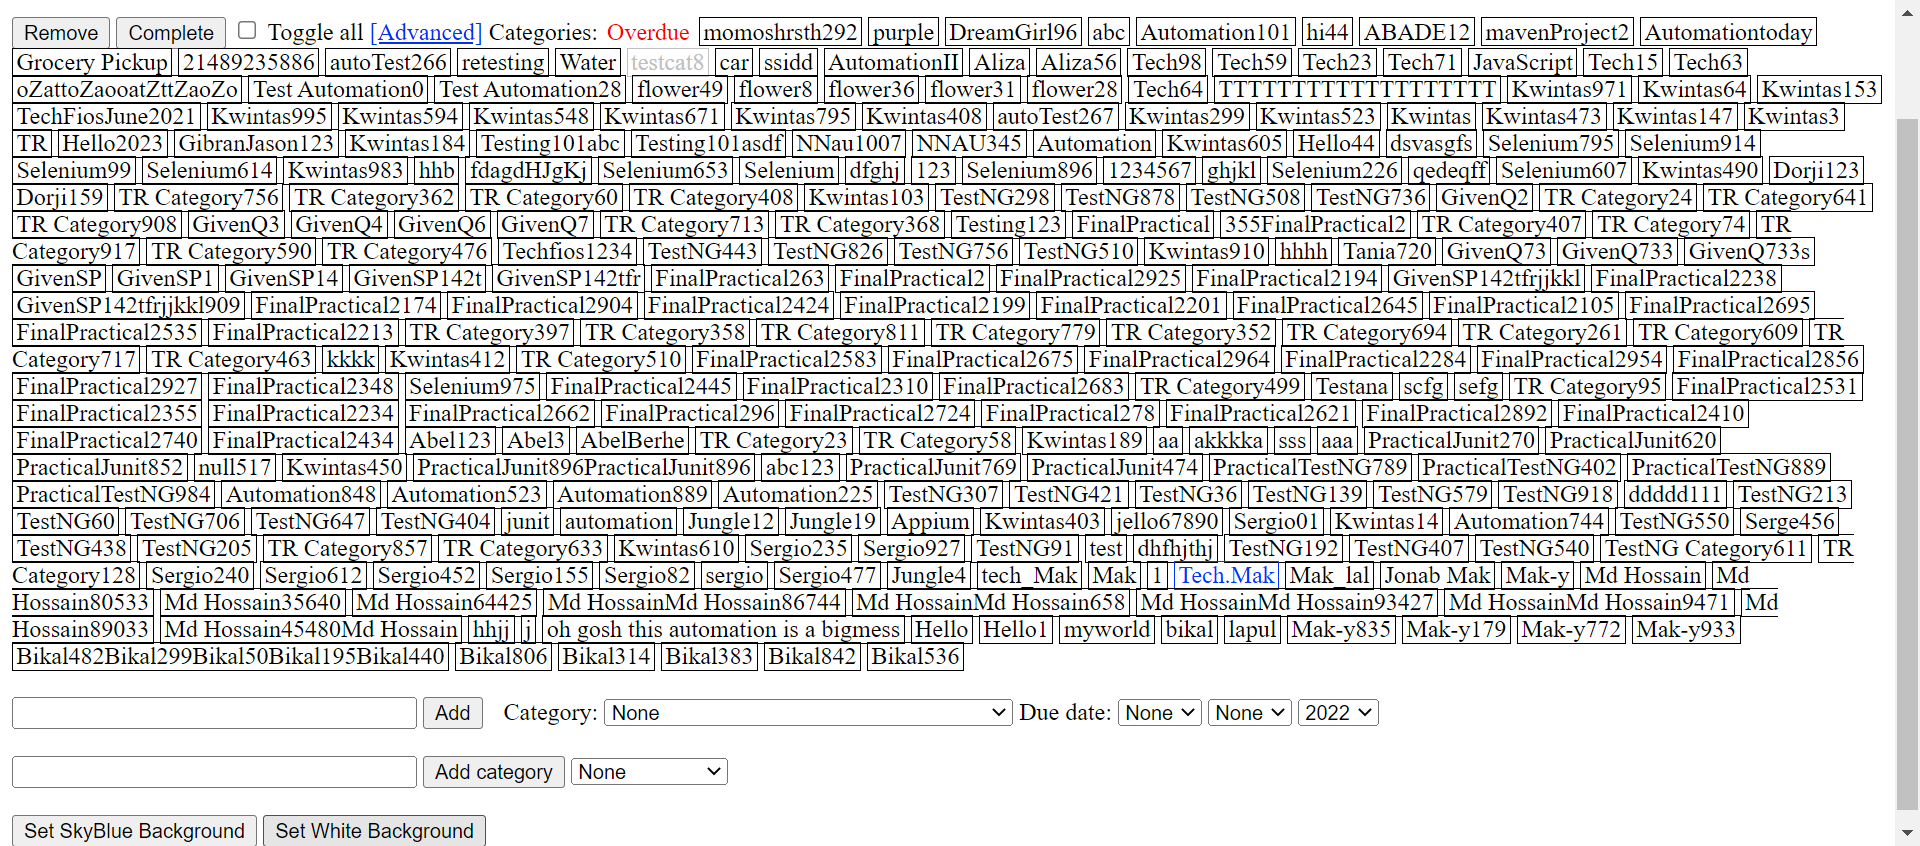 Remove Complete Toggle all [Advanced] Categories: Overdue momoshrsth292 purple DreamGirl96 abc Automation101 hi44 ABADE12 mavenProject2 Automationtoday
Grocery Pickup 21489235886 autoTest266 retesting Water testcat8 car ssidd AutomationII Aliza Aliza56 Tech98 Tech59 Tech23 Tech71 JavaScript Tech15 Tech63
oZattoZaooatZttZaoZo Test Automation0 Test Automation28 flower49 flower8 flower36 flower31 flower28 Tech64 TTTTTTTTTTTTTTTTTTT Kwintas971 Kwintas64 Kwintas153
TechFiosJune2021 Kwintas995 Kwintas594 Kwintas548 Kwintas671 Kwintas795 Kwintas408 autoTest267 Kwintas299 Kwintas523 Kwintas Kwintas473 Kwintas147 Kwintas3
TR Hello2023 GibranJason123 Kwintas184 Testing101abc Testing101asdf NNau1007 NNAU345 Automation Kwintas605 Hello44 dsvasgfs Selenium795 Selenium914
Selenium99 Selenium614 Kwintas983 hhb fdagdHJgKj Selenium653 Selenium dfghj 123 Selenium896 1234567 ghjkl Selenium226 qedeqff Selenium607 Kwintas490 Dorji123
Dorji159 TR Category756 TR Category362 TR Category60 TR Category408 Kwintas103 TestNG298 TestNG878 TestNG508 TestNG736 GivenQ2 TR Category24 TR Category641
TR Category908 GivenQ3 GivenQ4 GivenQ6 GivenQ7 TR Category713 TR Category368 Testing123 FinalPractical 355FinalPractical2 TR Category407 TR Category74 TR
Category917 TR Category590 TR Category476 Techfios1234 TestNG443 TestNG826 TestNG756 TestNG510 Kwintas910 hhhh Tania720 GivenQ73 GivenQ733 GivenQ733s
GivenSP GivenSP1 GivenSP14 GivenSP142t GivenSP142tfr FinalPractical263 FinalPractical2 FinalPractical2925 FinalPractical2194 GivenSP142tfrjjkkl FinalPractical2238
GivenSP142tfrjjkkl909 FinalPractical2174 FinalPractical2904 FinalPractical2424 FinalPractical2199 FinalPractical2201 FinalPractical2645 FinalPractical2105 FinalPractical2695
FinalPractical2535 FinalPractical2213 TR Category397 TR Category358 TR Category811 TR Category779 TR Category352 TR Category694 TR Category261 TR Category609 TR
Category717 TR Category463 kkkk Kwintas412 TR Category510 FinalPractical2583 FinalPractical2675 FinalPractical2964 FinalPractical2284 FinalPractical2954 FinalPractical2856
FinalPractical2927 FinalPractical2348 Selenium975 FinalPractical2445 FinalPractical2310 FinalPractical2683 TR Category499 Testana scfg sefg TR Category95 FinalPractical2531
FinalPractical2355 FinalPractical2234 FinalPractical2662 FinalPractical296 FinalPractical2724 FinalPractical278 FinalPractical2621 FinalPractical2892 FinalPractical2410
FinalPractical2740 FinalPractical2434 Abel123 Abel3 AbelBerhe TR Category23 TR Category58 Kwintas189 aa akkkka sss aaa PracticalJunit270 PracticalJunit620
PracticalJunit852 null517 Kwintas450 PracticalJunit896PracticalJunit896 abc123 PracticalJunit769 PracticalJunit474 PracticalTestNG789 PracticalTestNG402 PracticalTestNG889
PracticalTestNG984 Automation848 Automation523 Automation889 Automation225 TestNG307 TestNG421 TestNG36 TestNG139 TestNG579 TestNG918 ddddd111 TestNG213
TestNG60 TestNG706 TestNG647 TestNG404 junit automation Jungle12 Jungle19 Appium Kwintas403 jello67890 Sergio01 Kwintas14 Automation744 TestNG550 Serge456
TestNG438 TestNG205 TR Category857 TR Category633 Kwintas610 Sergio235 Sergio927 TestNG91 test dhfhjthj TestNG192 TestNG407 TestNG540 TestNG Category611 TR
Category128 Sergio240 Sergio612 Sergio452 Sergio155 Sergio82 sergio Sergio477 Jungle4 tech_Mak Mak 1 Tech.Mak Mak_lal Jonab Mak Mak-y Md Hossain Md
Hossain80533 Md Hossain35640 Md Hossain64425 Md HossainMd Hossain86744 Md HossainMd Hossain658 Md HossainMd Hossain93427 Md HossainMd Hossain9471 Md
Hossain89033 Md Hossain45480Md Hossain hhjj j oh gosh this automation is a bigmess Hello Hello1 myworld bikal lapul Mak-y835 Mak-y179 Mak-y772 Mak-y933
Bikal482Bikal299Bikal50Bikal195Bikal440 Bikal806 Bikal314 Bikal383 Bikal842 Bikal536
Add Category: None Due date: None None 2022
Add category None
Set SkyBlue Background Set White Background